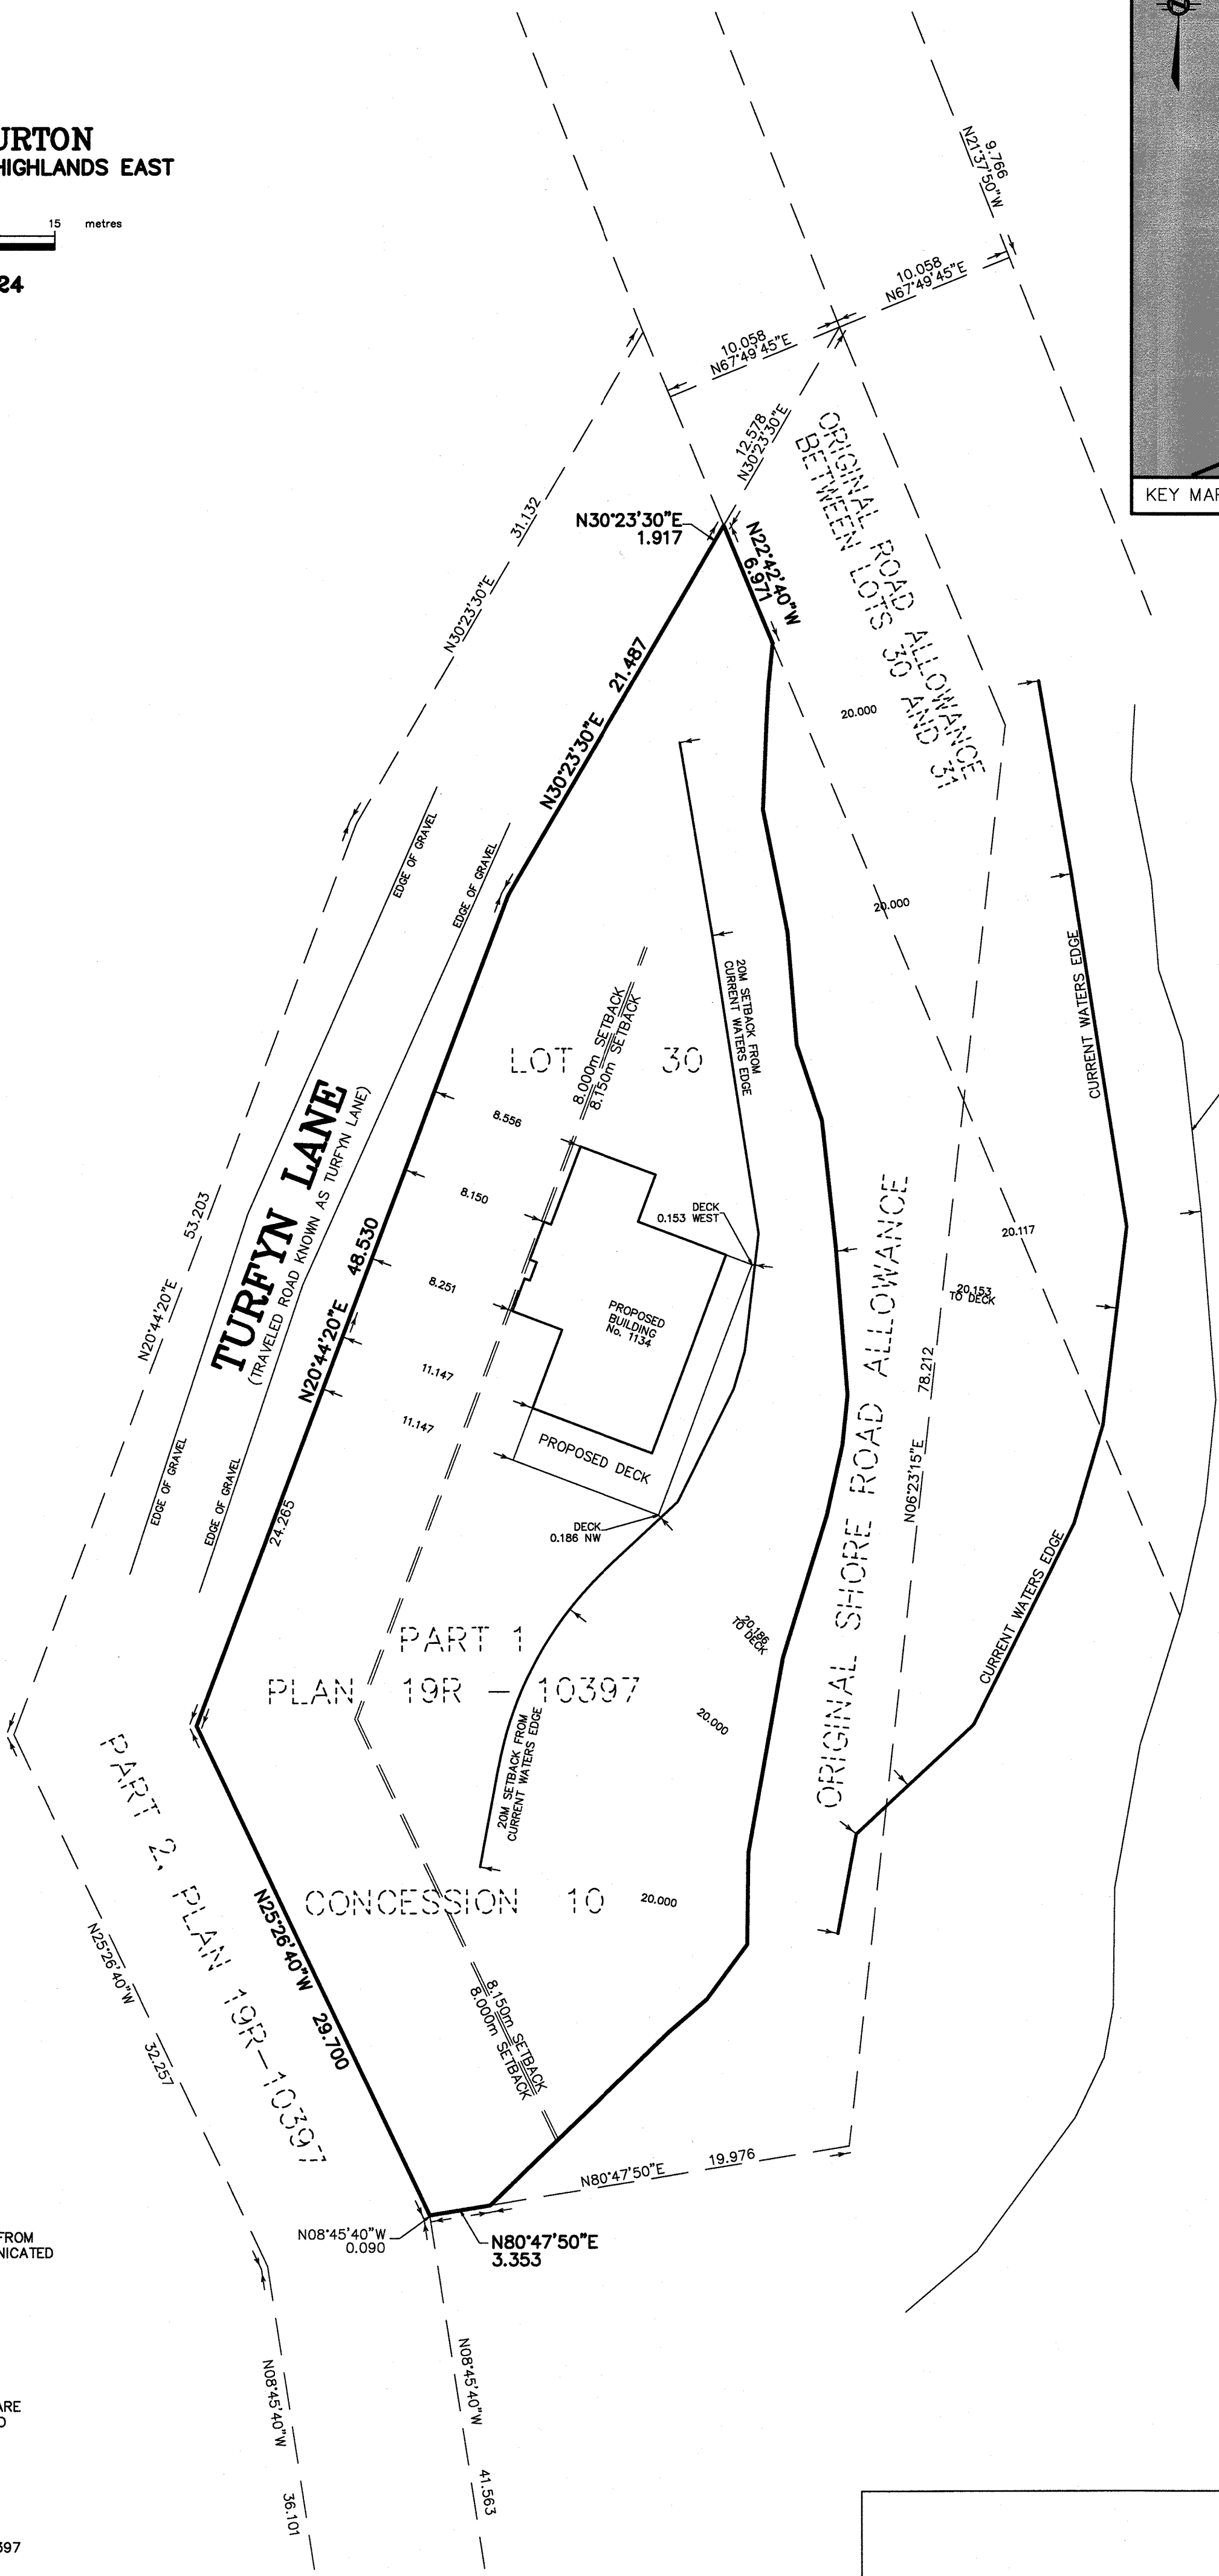 URTON
HIGHLANDS EAST
15 metres
24
KEY MAP
9.766
N21°37'50"W
10.058
N67°49'45"E
10.058
N67°49'45"E
12.578
N30°23'30"E
ORIGINAL ROAD ALLOWANCE
BETWEEN LOTS 30 AND 31
31.132
N30°23'30"E
N30°23'30"E
1.917
N22°42'40"W
6.971
N30°23'30"E 21.487
20.000
EDGE OF GRAVEL
EDGE OF GRAVEL
20.000
20M SETBACK FROM
CURRENT WATERS EDGE
CURRENT WATERS EDGE
8.000m SETBACK
8.150m SETBACK
LOT 30
TURFYN LANE
(TRAVELED ROAD KNOWN AS TURFYN LANE)
53.203
N20°44'20"E
N20°44'20"E 48.530
8.556
8.150
8.251
11.147
11.147
DECK
0.153 WEST
PROPOSED
BUILDING
No. 1134
20.117
20.153
TO DECK
78.212
N06°23'15"E
ORIGINAL SHORE ROAD ALLOWANCE
PROPOSED DECK
EDGE OF GRAVEL
EDGE OF GRAVEL
24.265
DECK
0.186 NW
20.186
TO DECK
CURRENT WATERS EDGE
PART 1
PLAN 19R - 10397
20.000
20M SETBACK FROM
CURRENT WATERS EDGE
PART 2, PLAN 19R-10397
CONCESSION 10
20.000
N25°26'40"W
32.257
N25°26'40"W 29.700
8.150m SETBACK
8.000m SETBACK
N80°47'50"E 19.976
N08°45'40"W
0.090
N80°47'50"E
3.353
FROM
NICATED
N08°45'40"W
36.101
N08°45'40"W
41.563
ARE
397